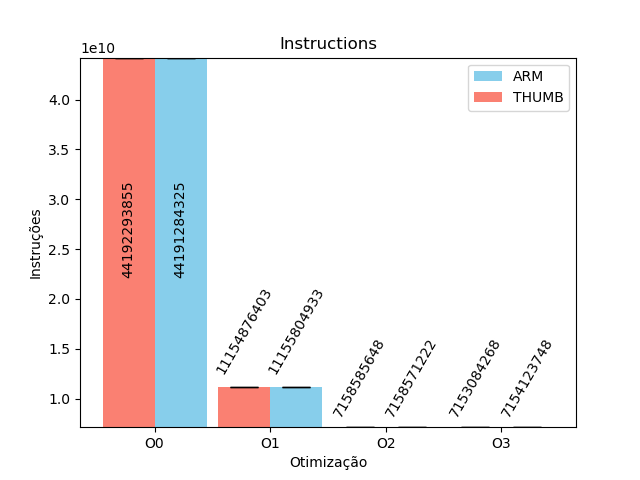 Instructions
1e10
ARM
THUMB
4.0
3.5
3.0
2.5
2.0
1.5
1.0
Instruções
44192293855
44191284325
11154876403
11155804933
7158585648
7158571222
7153084268
7154123748
O0
O1
O2
O3
Otimização